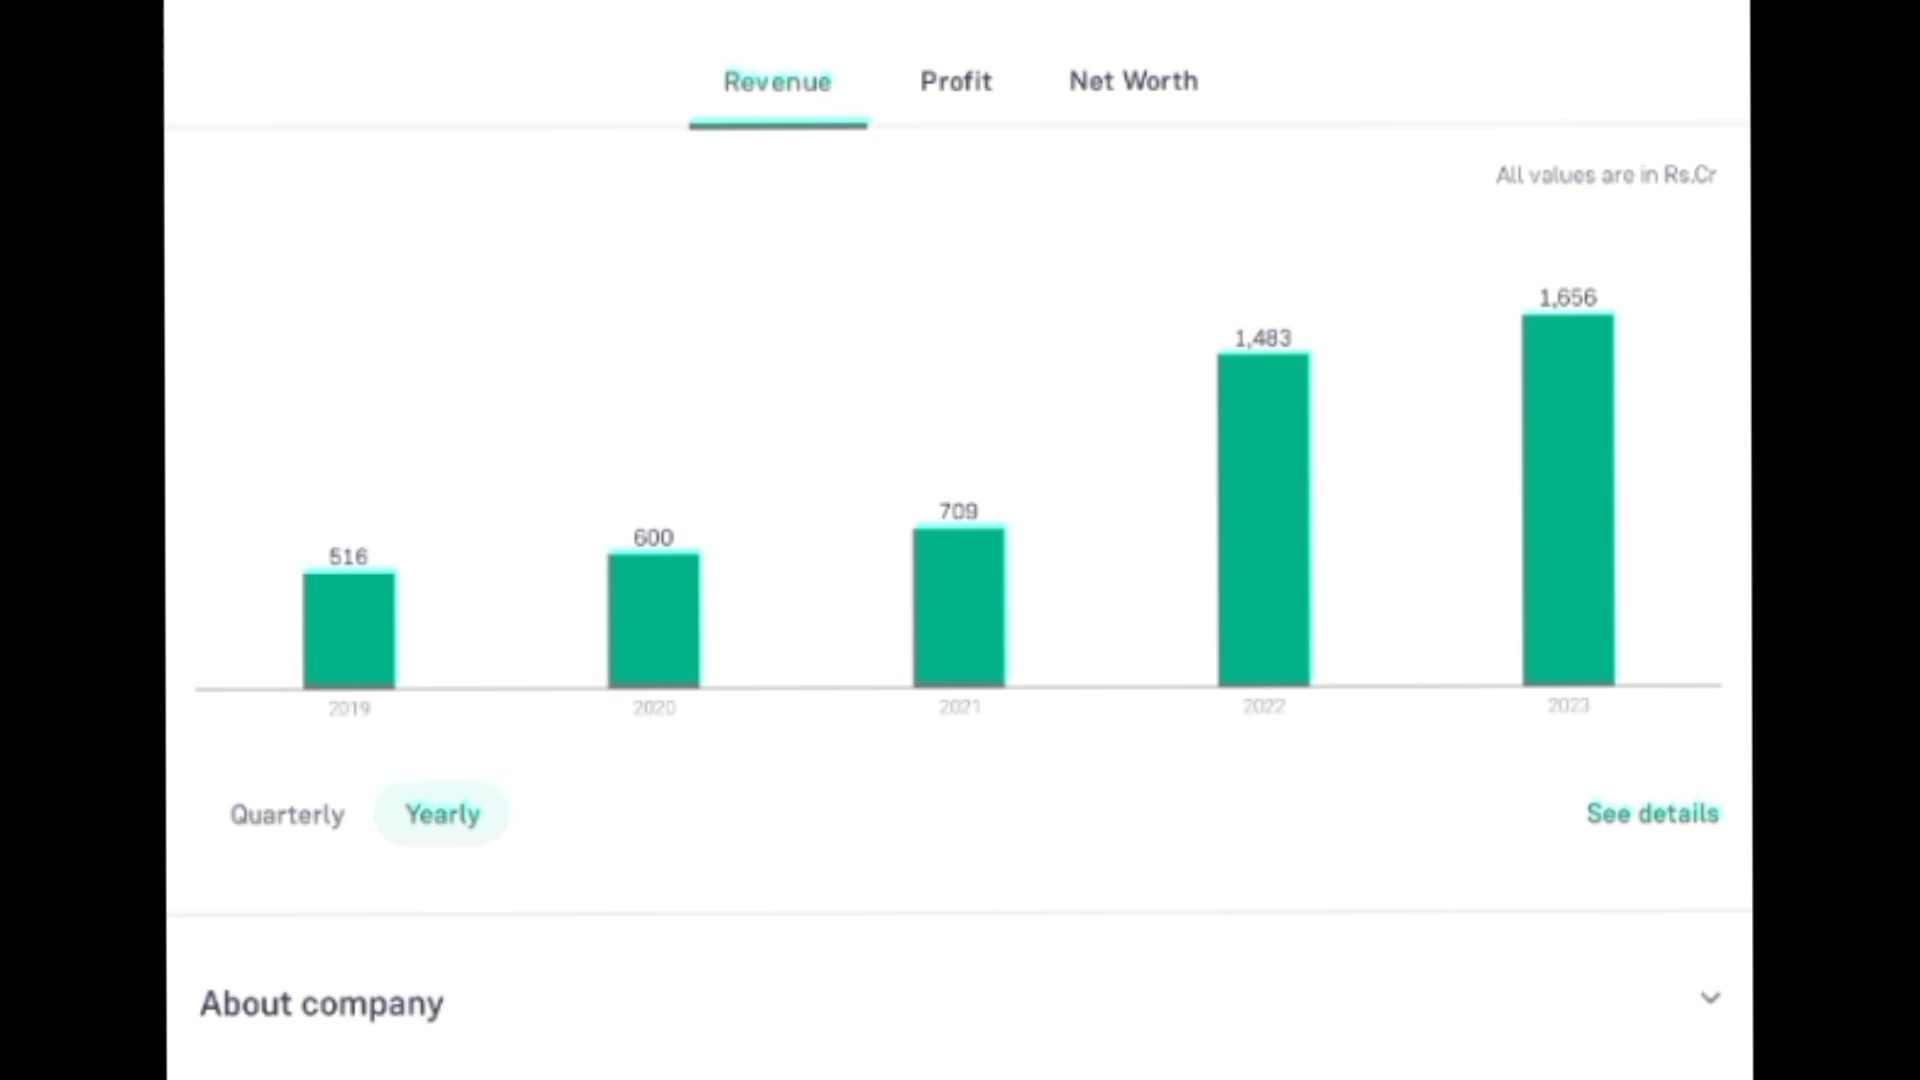 Revenue Profit Net Worth
All values are in Rs.Cr
516 600 709 1,483 1,656
2019 2020 2021 2022 2023
Quarterly Yearly See details
About company